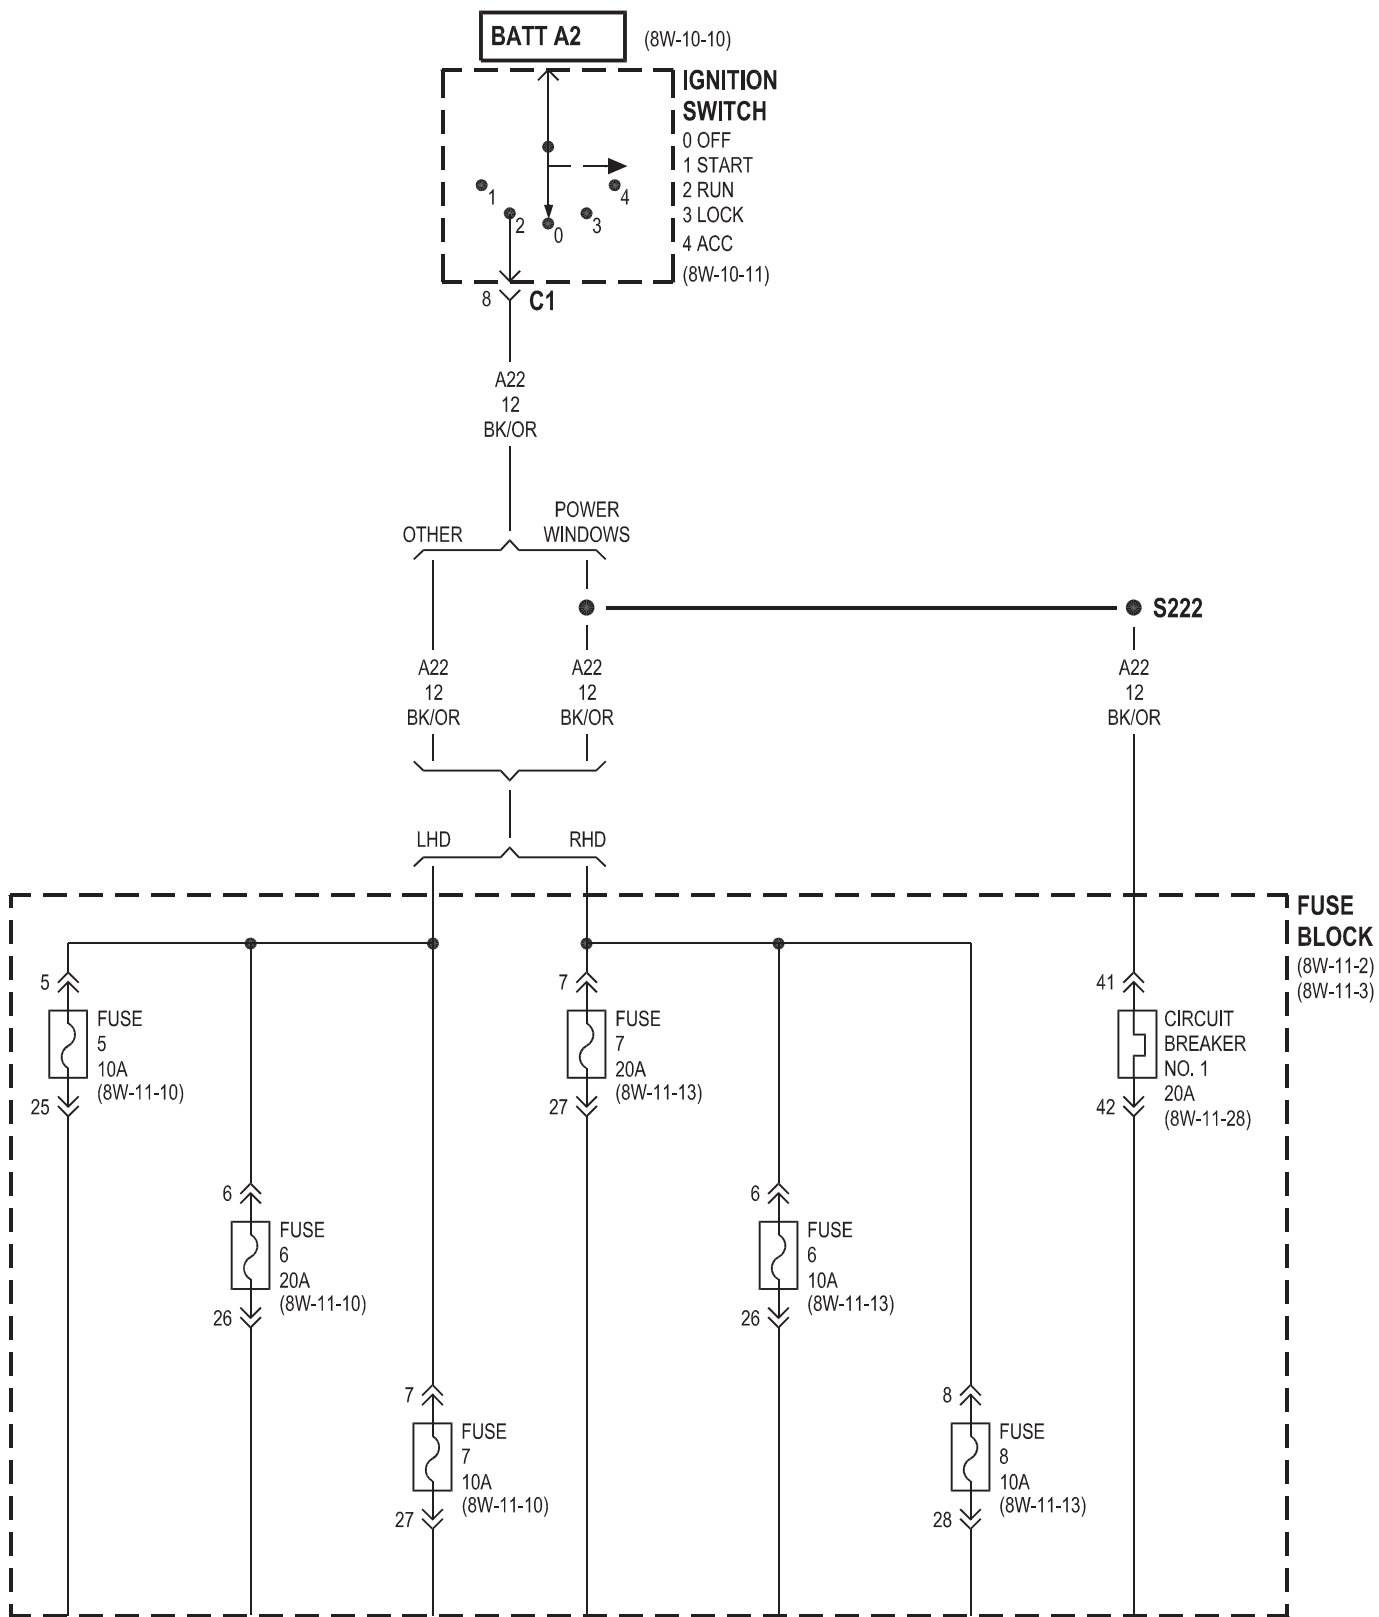 BATT A2
(8W-10-10)
IGNITION
SWITCH
0 OFF
1 START
2 RUN
3 LOCK
4 ACC
(8W-10-11)
1
2
0
3
4
8
C1
A22
12
BK/OR
OTHER
POWER
WINDOWS
S222
A22
12
BK/OR
A22
12
BK/OR
A22
12
BK/OR
LHD
RHD
FUSE
BLOCK
(8W-11-2)
(8W-11-3)
5
FUSE
5
10A
(8W-11-10)
25
7
FUSE
7
20A
(8W-11-13)
27
41
CIRCUIT
BREAKER
NO. 1
20A
(8W-11-28)
42
6
FUSE
6
20A
(8W-11-10)
26
6
FUSE
6
10A
(8W-11-13)
26
7
FUSE
7
10A
(8W-11-10)
27
8
FUSE
8
10A
(8W-11-13)
28